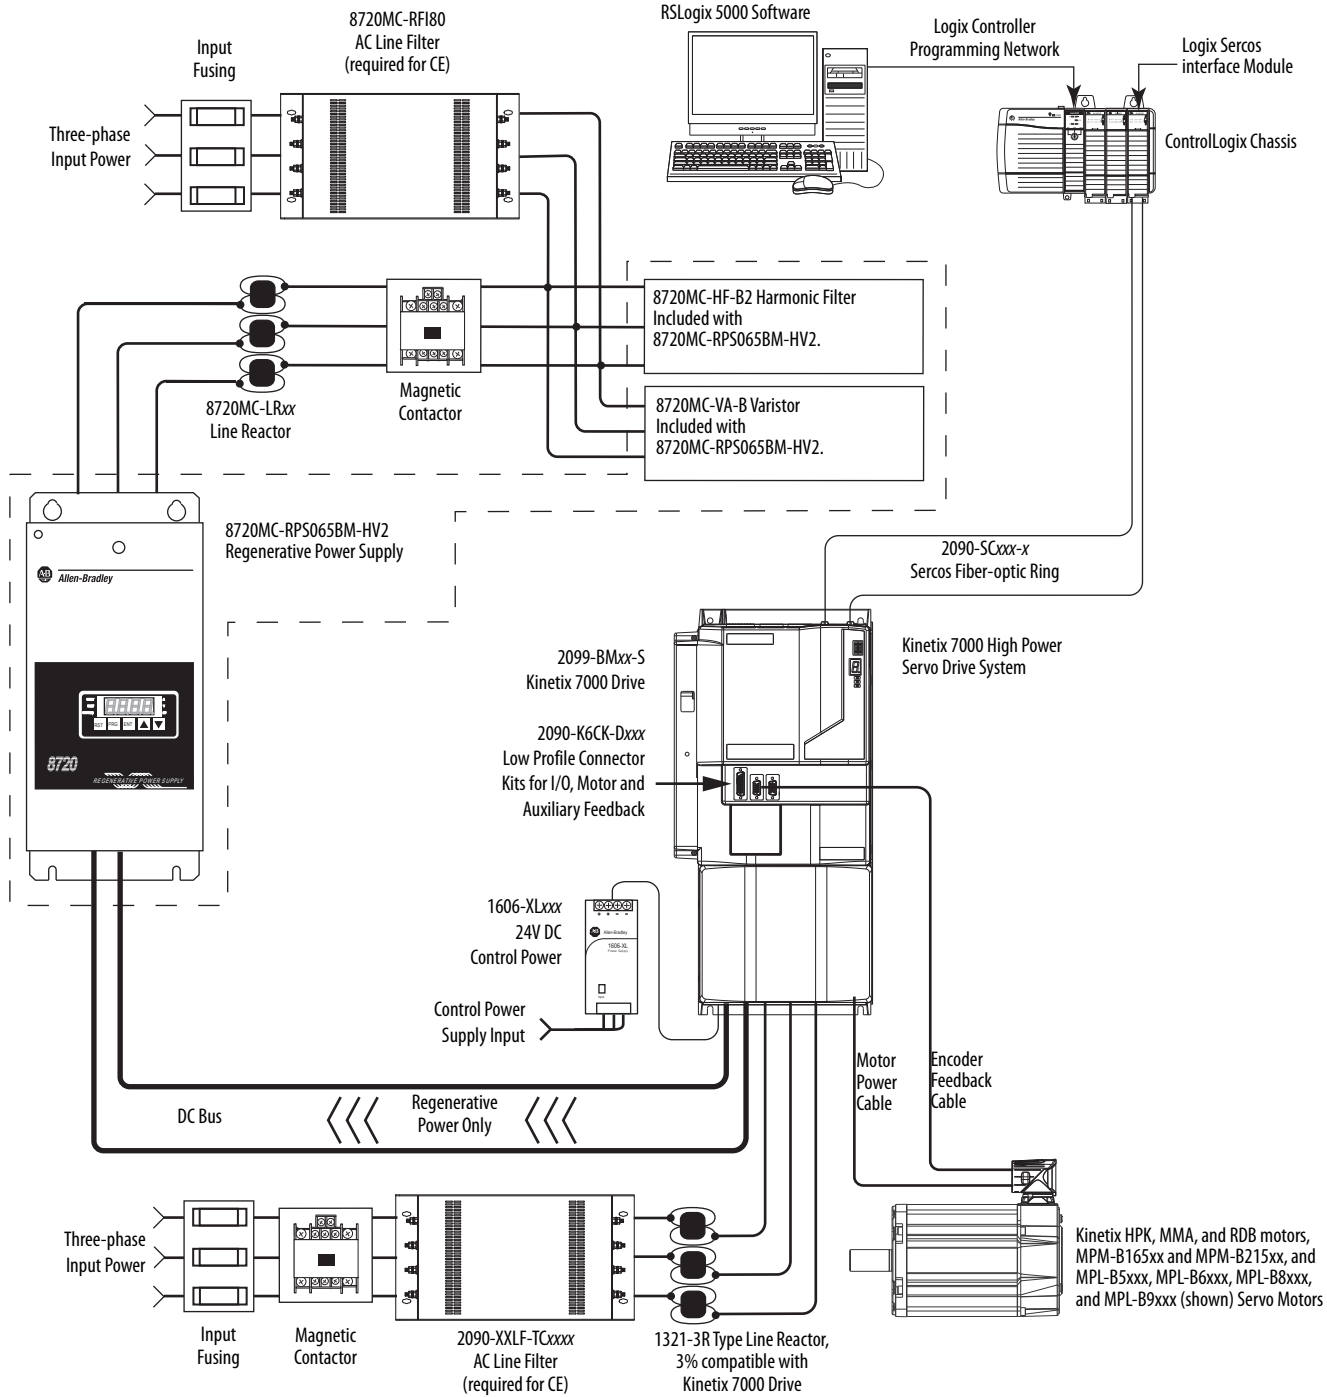 8720MC-RFI80
AC Line Filter
(required for CE)
Input
Fusing
Three-phase
Input Power
RSLogix 5000 Software
Logix Controller
Programming Network
Logix Sercos
interface Module
ControlLogix Chassis
8720MC-HF-B2 Harmonic Filter
Included with
8720MC-RPS065BM-HV2.
8720MC-VA-B Varistor
Included with
8720MC-RPS065BM-HV2.
Magnetic
Contactor
8720MC-LRxx
Line Reactor
8720MC-RPS065BM-HV2
Regenerative Power Supply
AB Allen-Bradley
RST PRG ENT
8720
REGENERATIVE POWER SUPPLY
2090-SCxxx-x
Sercos Fiber-optic Ring
Kinetix 7000 High Power
Servo Drive System
2099-BMxx-S
Kinetix 7000 Drive
2090-K6CK-Dxxx
Low Profile Connector
Kits for I/O, Motor and
Auxiliary Feedback
1606-XLxxx
24V DC
Control Power
Allen-Bradley
1606-XL
Power Supply
Control Power
Supply Input
Motor
Power
Cable
Encoder
Feedback
Cable
DC Bus
Regenerative
Power Only
Three-phase
Input Power
Input
Fusing
Magnetic
Contactor
2090-XXLF-TCxxxx
AC Line Filter
(required for CE)
1321-3R Type Line Reactor,
3% compatible with
Kinetix 7000 Drive
Kinetix HPK, MMA, and RDB motors,
MPM-B165xx and MPM-B215xx, and
MPL-B5xxx, MPL-B6xxx, MPL-B8xxx,
and MPL-B9xxx (shown) Servo Motors